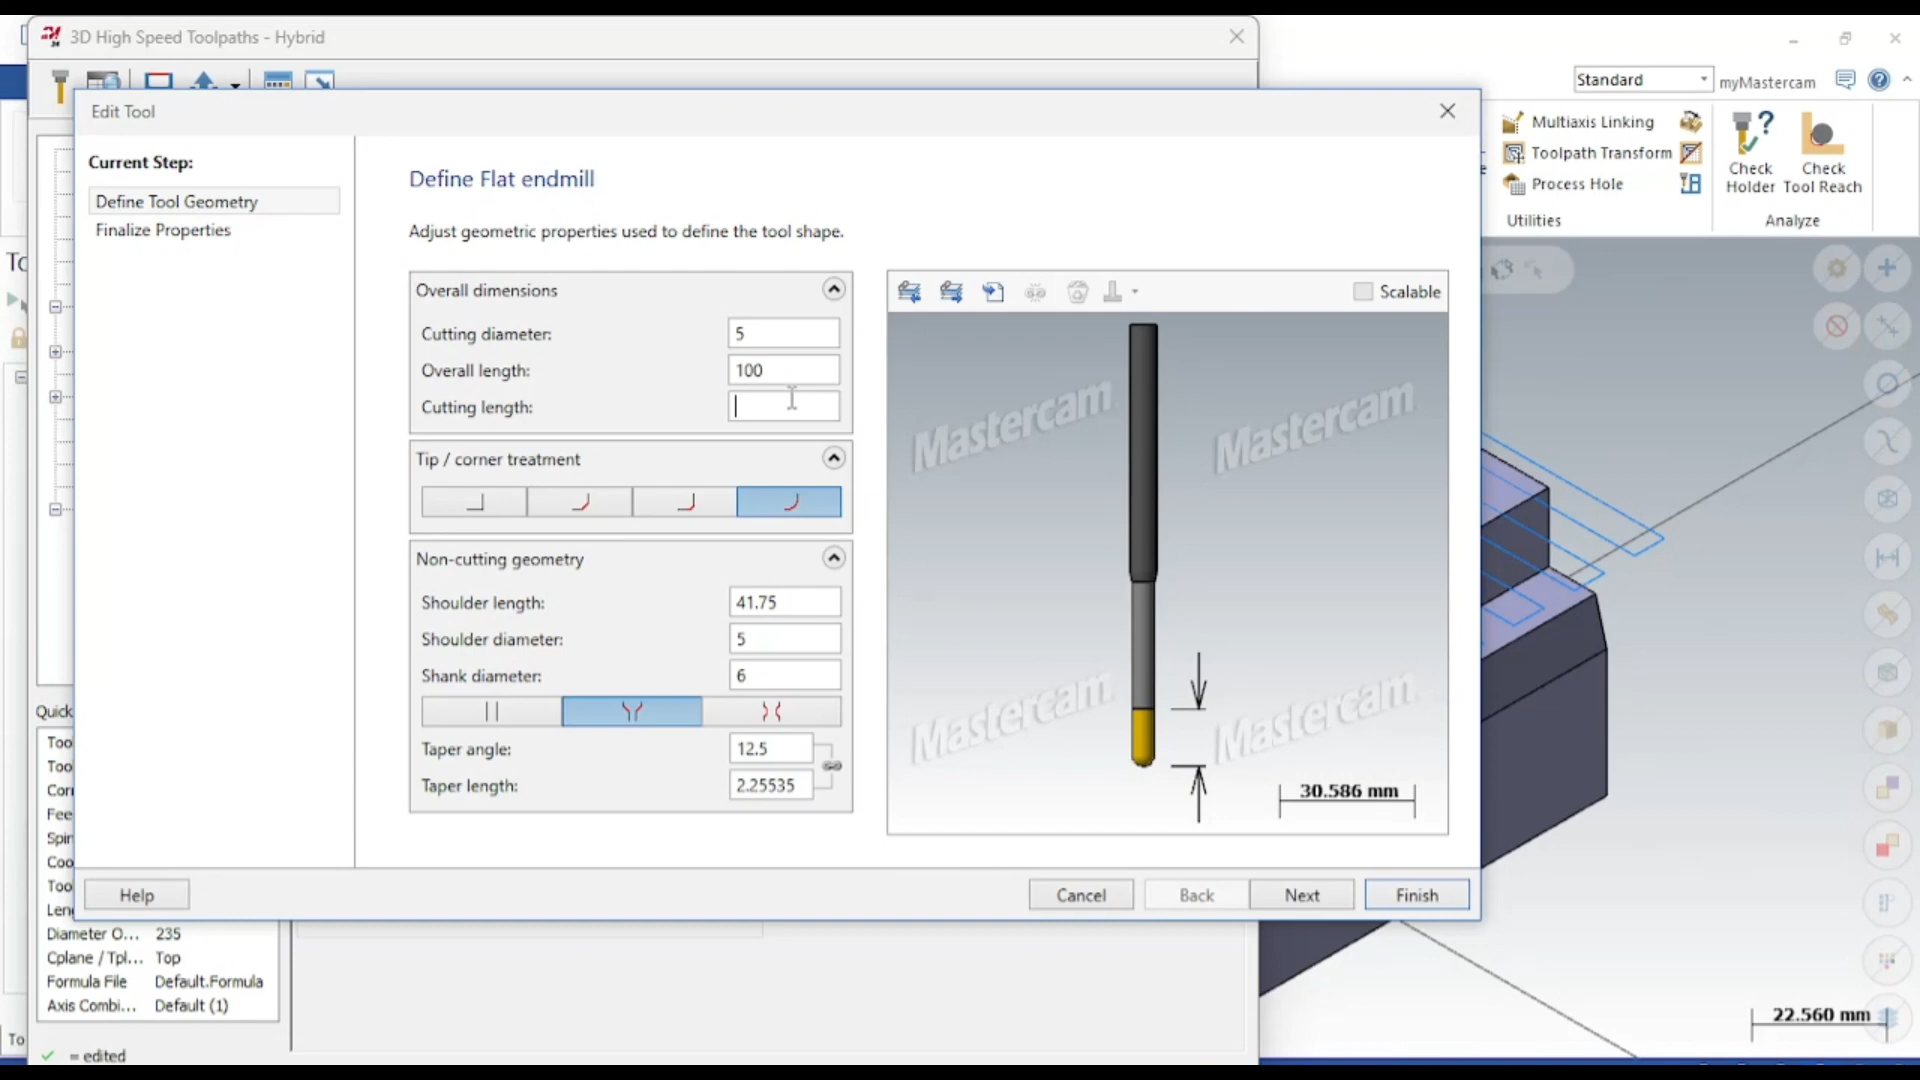 3D High Speed Toolpaths - Hybrid
Standard
myMastercam
Edit Tool
Current Step:
Define Tool Geometry
Finalize Properties
Define Flat endmill
Adjust geometric properties used to define the tool shape.
Overall dimensions
Cutting diameter: 5
Overall length: 100
Cutting length:
Tip / corner treatment
Non-cutting geometry
Shoulder length: 41.75
Shoulder diameter: 5
Shank diameter: 6
Taper angle: 12.5
Taper length: 2.25535
Scalable
Mastercam Mastercam
Mastercam Mastercam
30.586 mm
Help
Cancel
Back
Next
Finish
Multiaxis Linking
Toolpath Transform
Process Hole
Utilities
Check Holder
Check Tool Reach
Analyze
Quick
Diameter O... 235
Cplane / Tpl... Top
Formula File Default.Formula
Axis Combi... Default (1)
= edited
22.560 mm